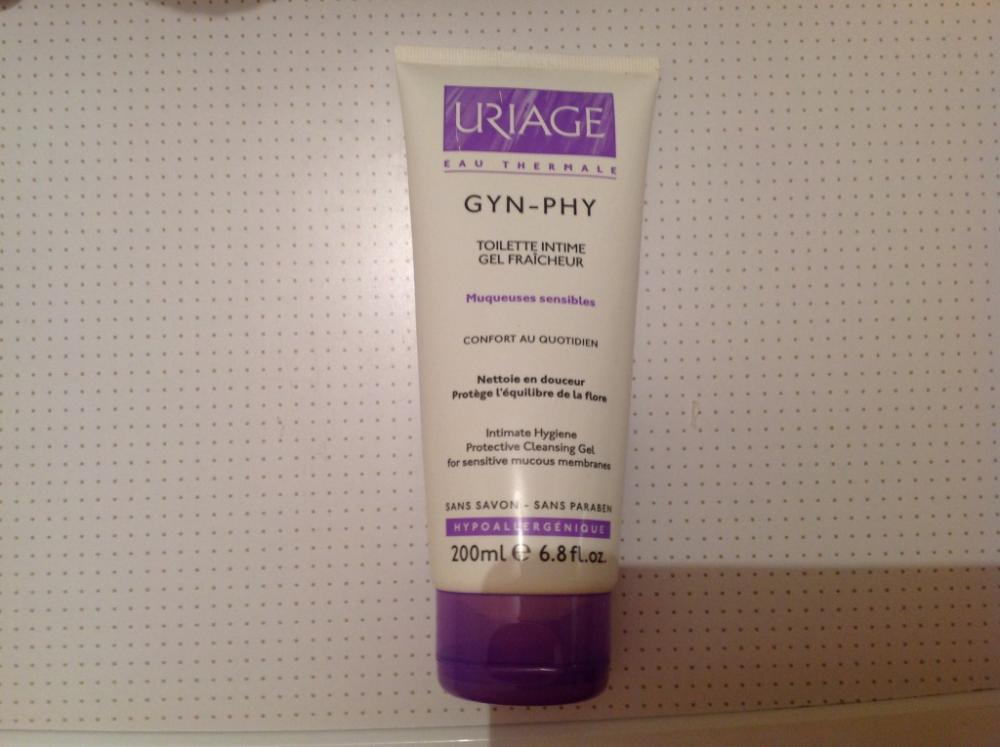 URIAGE
EAU THERMALE
GYN-PHY
TOILETTE INTIME
GEL FRAÎCHEUR
Muqueuses sensibles
CONFORT AU QUOTIDIEN
Nettoie en douceur
Protège l'équilibre de la flore
Intimate Hygiene
Protective Cleansing Gel
for sensitive mucous membranes
SANS SAVON - SANS PARABEN
HYPOALLERGÉNIQUE
200ml e 6.8 fl.oz.